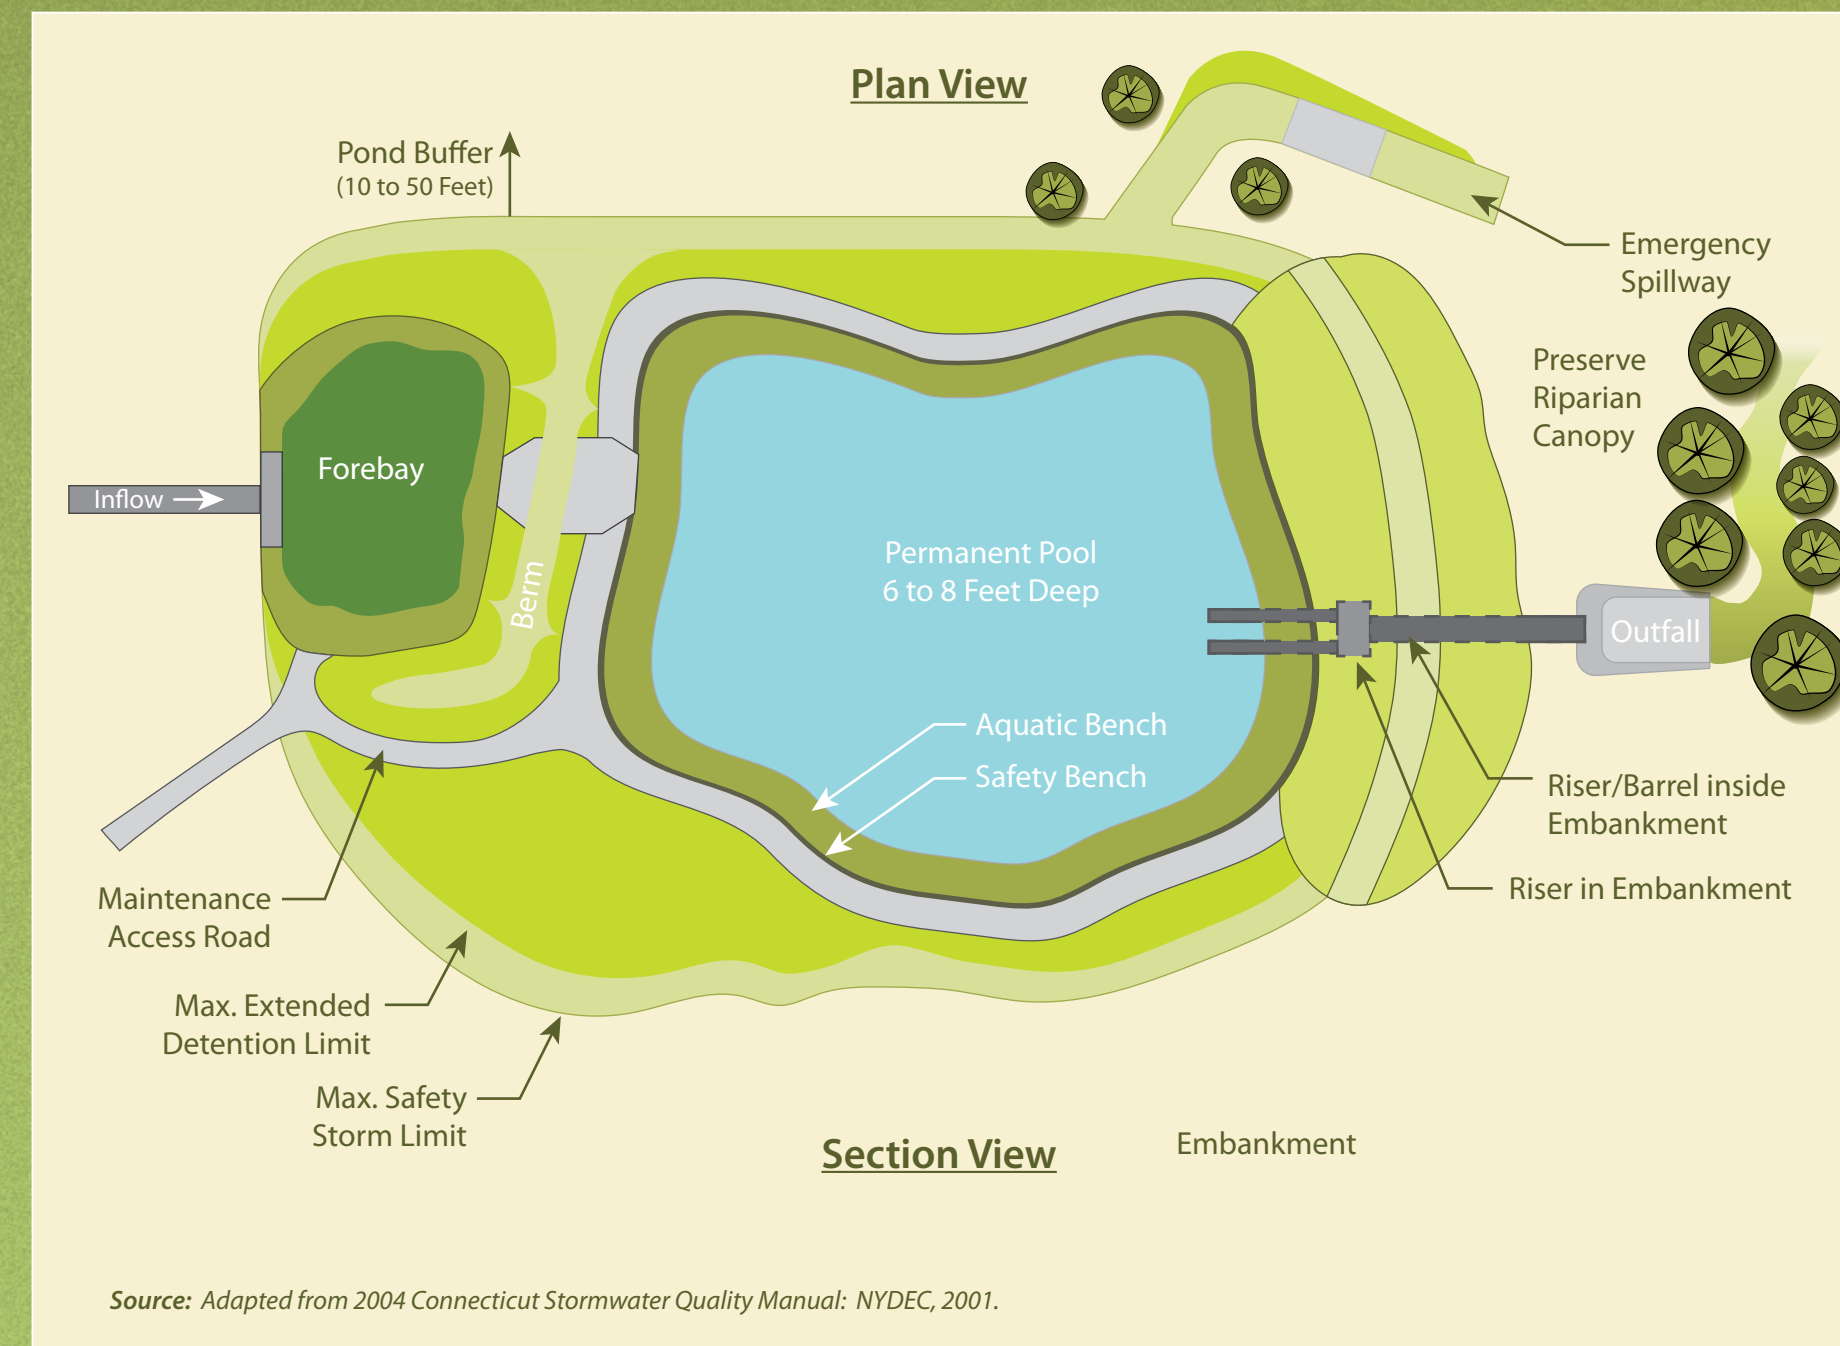 Plan View
Pond Buffer
(10 to 50 Feet)
Emergency
Spillway
Preserve
Riparian
Canopy
Forebay
Inflow
Berm
Permanent Pool
6 to 8 Feet Deep
Outfall
Aquatic Bench
Safety Bench
Riser/Barrel inside
Embankment
Riser in Embankment
Maintenance
Access Road
Max. Extended
Detention Limit
Max. Safety
Storm Limit
Section View
Embankment
Source: Adapted from 2004 Connecticut Stormwater Quality Manual: NYDEC, 2001.